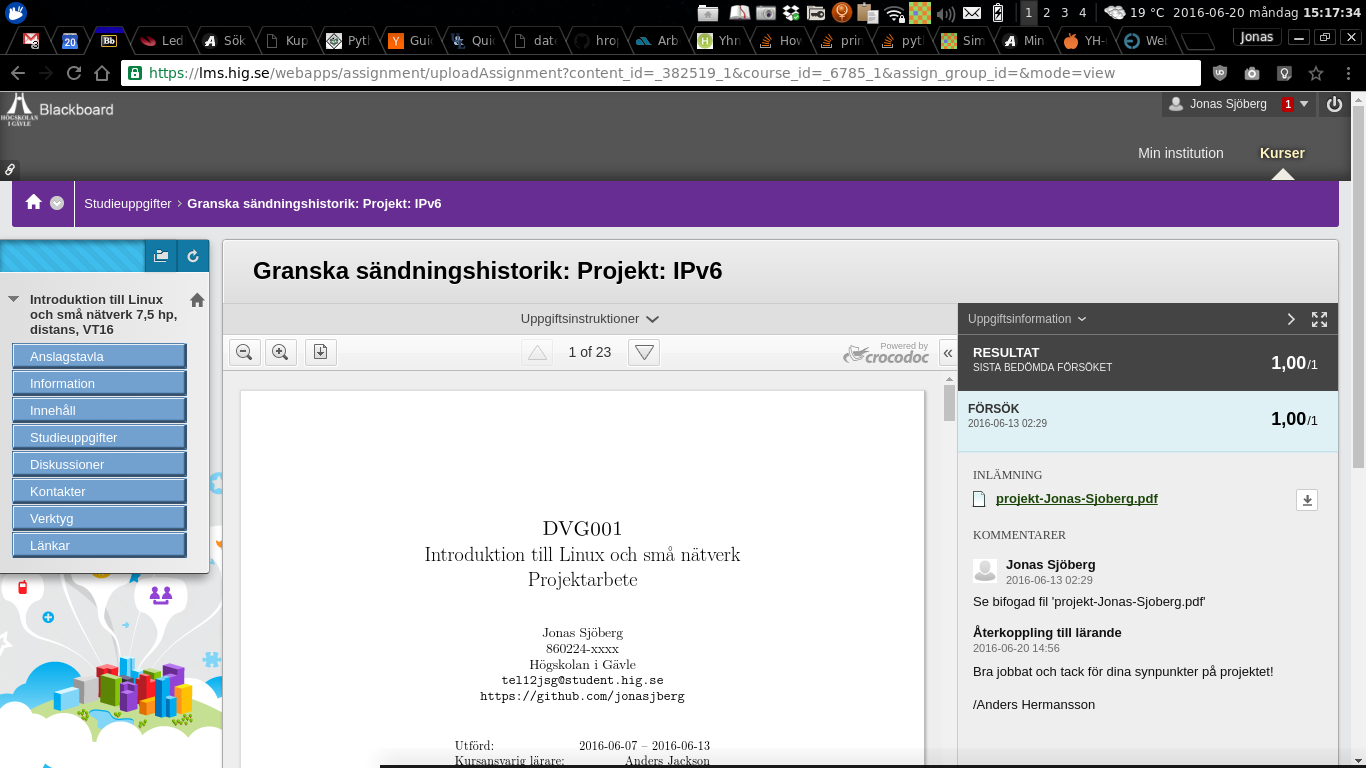 1 2 3 4 19 °C 2016-06-20 måndag 15:17:34
20 Bb Led Sök Kup Pyt Gui Qui dat hro Arb Yhn Hov prin pyt Sim Min YH- Wel Jonas
https://lms.hig.se/webapps/assignment/uploadAssignment?content_id=_382519_1&course_id=_6785_1&assign_group_id=&mode=view
HÖGSKOLAN
I GÄVLE
Blackboard
Jonas Sjöberg 1
Min institution Kurser
Studieuppgifter Granska sändningshistorik: Projekt: IPv6
Introduktion till Linux
och små nätverk 7,5 hp,
distans, VT16
Anslagstavla
Information
Innehåll
Studieuppgifter
Diskussioner
Kontakter
Verktyg
Länkar
Granska sändningshistorik: Projekt: IPv6
Uppgiftsinstruktioner
1 of 23
Powered by
crocodoc
«
DVG001
Introduktion till Linux och små nätverk
Projektarbete
Jonas Sjöberg
860224-xxxx
Högskolan i Gävle
tel12jsg@student.hig.se
https://github.com/jonasjberg
Utförd: 2016-06-07 – 2016-06-13
Kursansvarig lärare: Anders Jackson
Uppgiftsinformation
RESULTAT
SISTA BEDÖMDA FÖRSÖKET
1,00/1
FÖRSÖK
2016-06-13 02:29
1,00/1
INLÄMNING
projekt-Jonas-Sjoberg.pdf
KOMMENTARER
Jonas Sjöberg
2016-06-13 02:29
Se bifogad fil 'projekt-Jonas-Sjoberg.pdf'
Återkoppling till lärande
2016-06-20 14:56
Bra jobbat och tack för dina synpunkter på projektet!
/Anders Hermansson